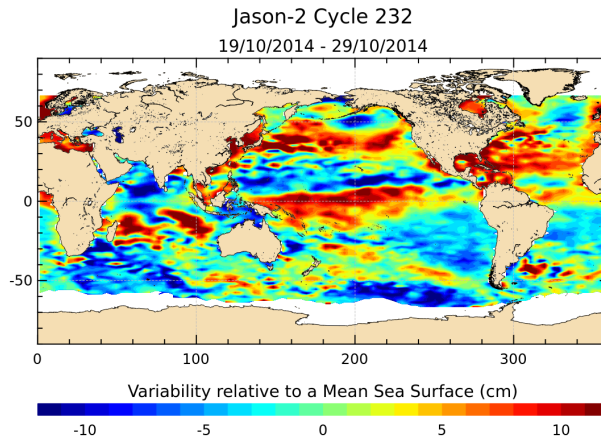 Jason-2 Cycle 232
19/10/2014 - 29/10/2014
50
0
-50
0 100 200 300
Variability relative to a Mean Sea Surface (cm)
-10 -5 0 5 10